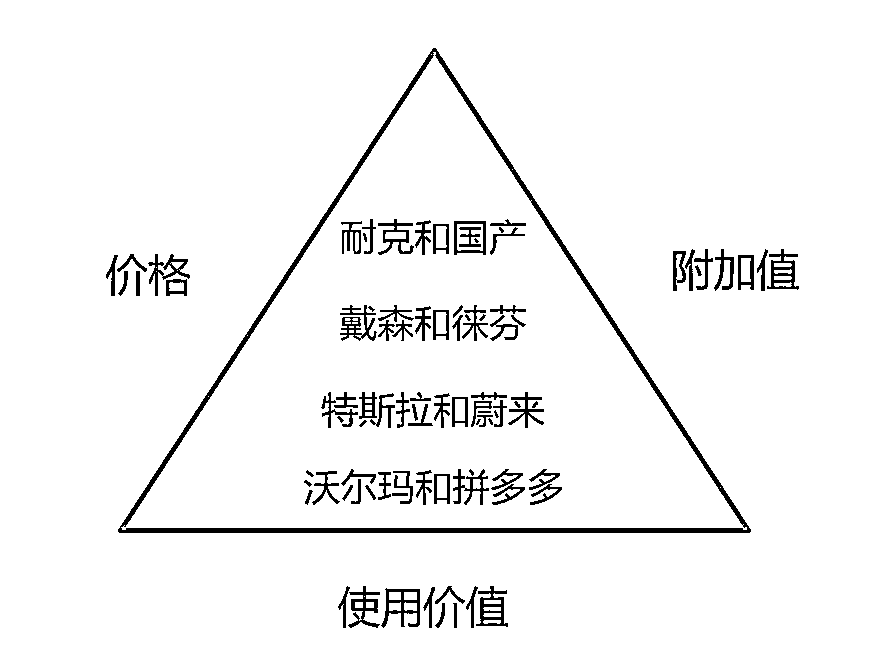 耐克和国产
价格
附加值
戴森和徕芬
特斯拉和蔚来
沃尔玛和拼多多
使用价值